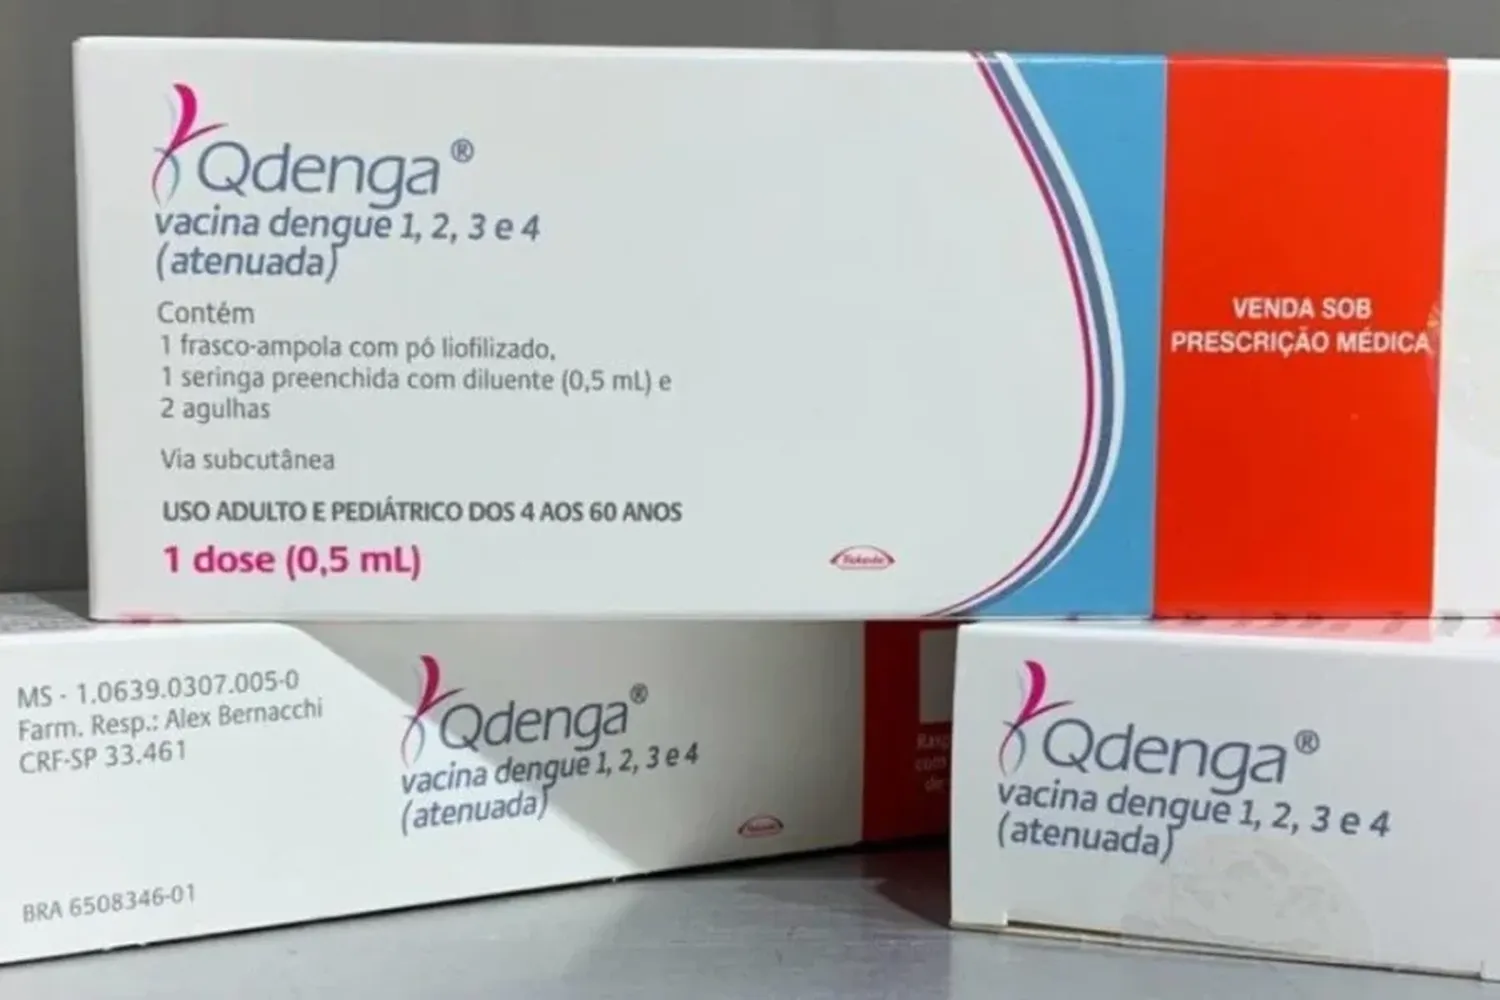 Qdenga®
vacina dengue 1, 2, 3 e 4
(atenuada)
Contém
1 frasco-ampola com pó liofilizado,
1 seringa preenchida com diluente (0,5 mL) e
2 agulhas
Via subcutânea
USO ADULTO E PEDIÁTRICO DOS 4 AOS 60 ANOS
1 dose (0,5 mL)
Takeda
VENDA SOB
PRESCRIÇÃO MÉDICA
MS - 1.0639.0307.005-0
Farm. Resp.: Alex Bernacchi
CRF-SP 33.461
BRA 6508346-01
Qdenga®
vacina dengue 1, 2, 3 e 4
(atenuada)
Takeda
com
de
Qdenga®
vacina dengue 1, 2, 3 e 4
(atenuada)